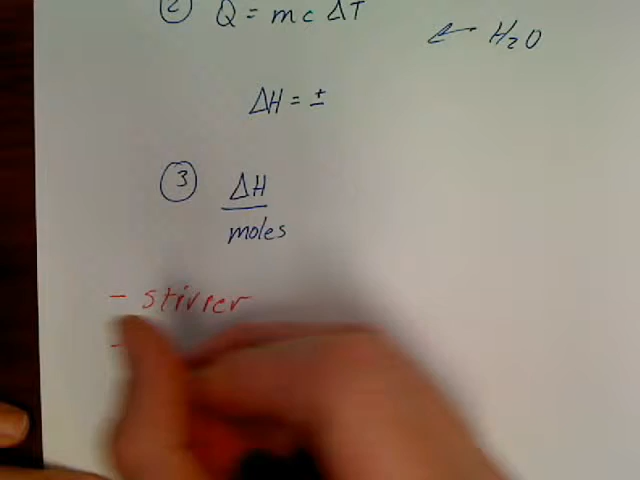 ② Q = mcΔT
← H₂O
ΔH = ±
③ ΔH
moles
- stirrer
-